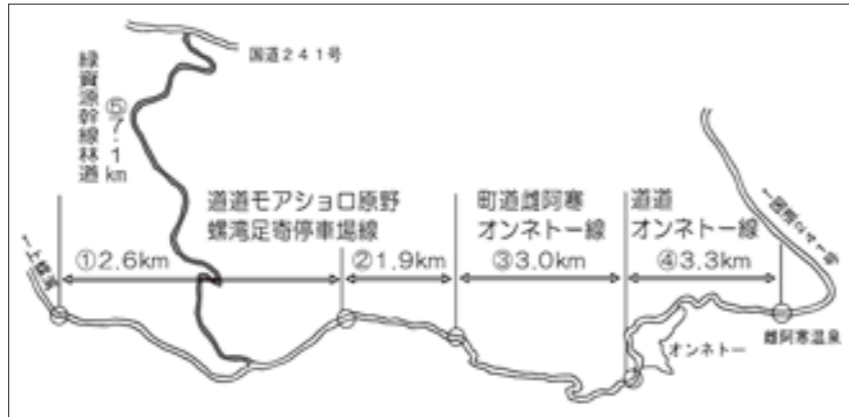 国道241号
緑資源幹線林道
⑤7.1km
道道モアショロ原野
螺湾足寄停車場線
町道雌阿寒
オンネトー線
道道
オンネトー線
①2.6km
②1.9km
③3.0km
④3.3km
オンネトー
雌阿寒温泉